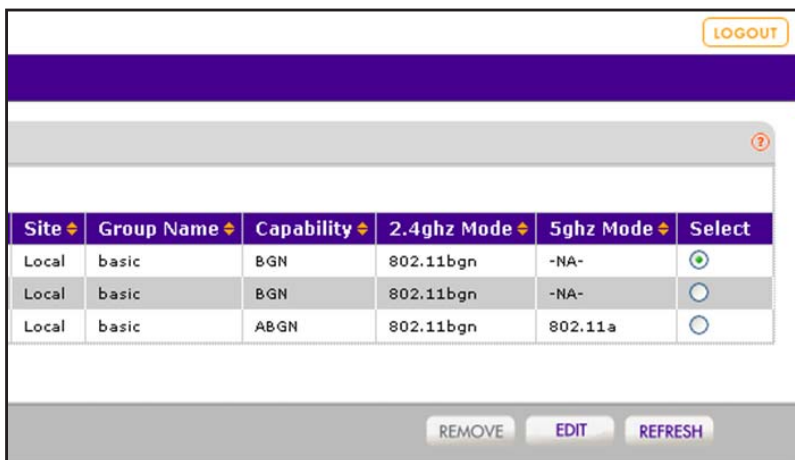 LOGOUT
?
Site Group Name Capability 2.4ghz Mode 5ghz Mode Select
Local basic BGN 802.11bgn -NA-
Local basic BGN 802.11bgn -NA-
Local basic ABGN 802.11bgn 802.11a
REMOVE EDIT REFRESH